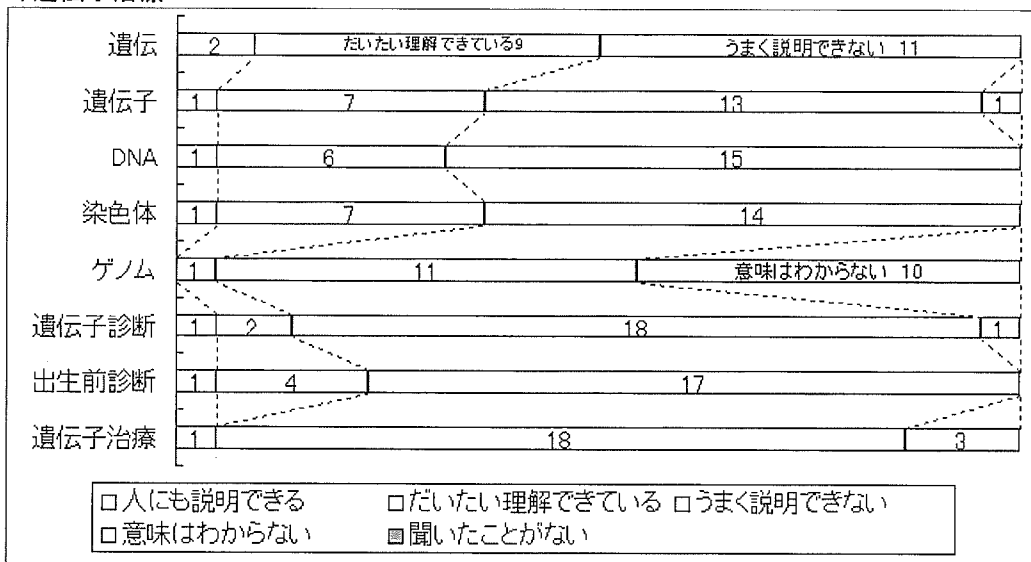 遺伝 2 だいたい理解できている9 うまく説明できない 11
遺伝子 1 7 13 1
DNA 1 6 15
染色体 1 7 14
ゲノム 1 11 意味はわからない 10
遺伝子診断 1 2 18 1
出生前診断 1 4 17
遺伝子治療 1 18 3
□人にも説明できる □だいたい理解できている □うまく説明できない
□意味はわからない ■聞いたことがない